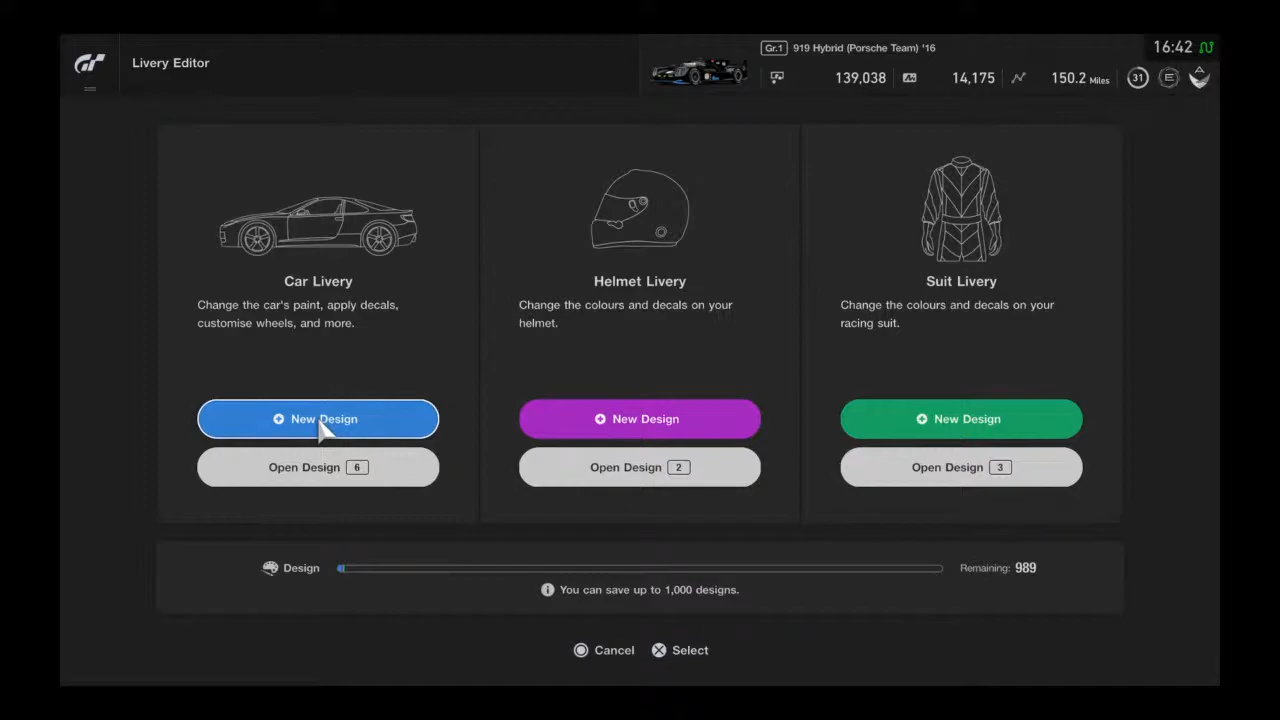 Livery Editor
Gr.1 919 Hybrid (Porsche Team) '16
16:42
139,038 14,175 150.2 Miles 31 E
Car Livery
Change the car's paint, apply decals,
customise wheels, and more.
New Design
Open Design 6
Helmet Livery
Change the colours and decals on your
helmet.
New Design
Open Design 2
Suit Livery
Change the colours and decals on your
racing suit.
New Design
Open Design 3
Design Remaining: 989
You can save up to 1,000 designs.
Cancel Select